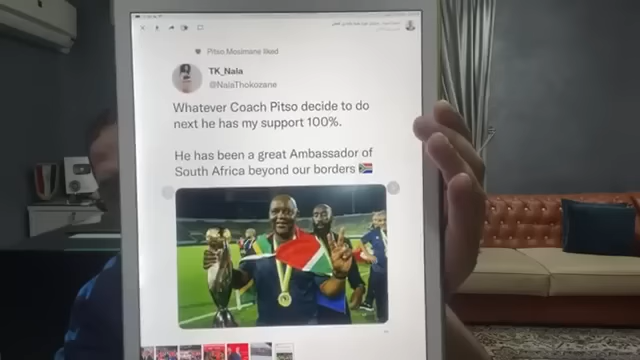 Pitso Mosimane liked
TK_Nala
@NalaThokozane
Whatever Coach Pitso decide to do
next he has my support 100%.
He has been a great Ambassador of
South Africa beyond our borders 🇿🇦